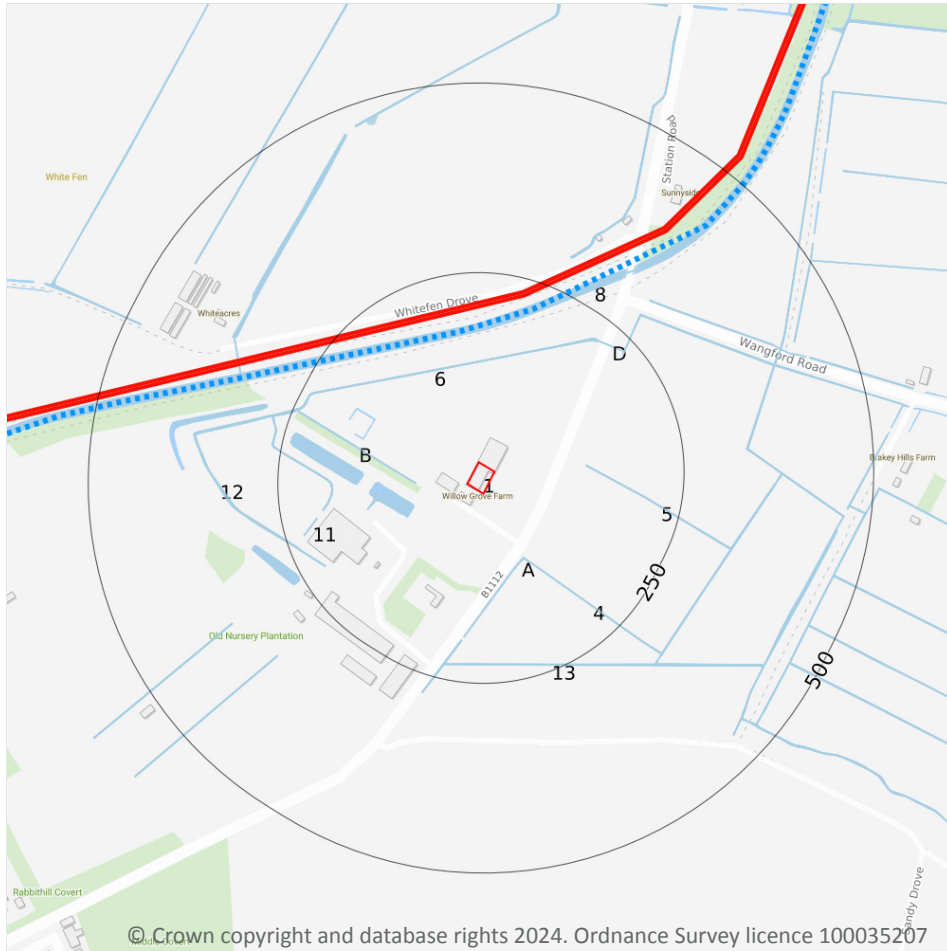 Station Road
White Fen
Sunnyside
8
Whitefen Drove
Whiteacres
D
Wangford Road
6
B
Blakey Hills Farm
1
Willow Grove Farm
12
5
11
A
250
B1112
4
Old Nursery Plantation
500
13
Rabbithill Covert
andy Drove
© Crown copyright and database rights 2024. Ordnance Survey licence 100035207